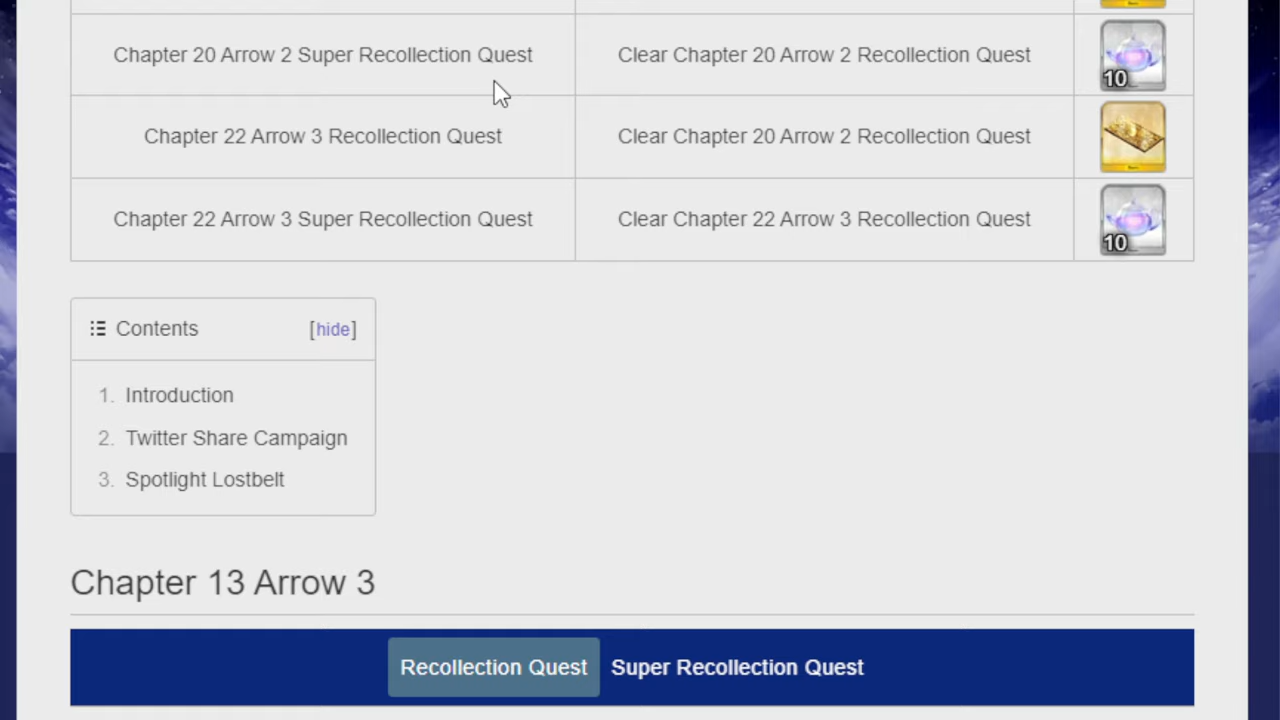 Chapter 20 Arrow 2 Super Recollection Quest Clear Chapter 20 Arrow 2 Recollection Quest 10
Chapter 22 Arrow 3 Recollection Quest Clear Chapter 20 Arrow 2 Recollection Quest
Chapter 22 Arrow 3 Super Recollection Quest Clear Chapter 22 Arrow 3 Recollection Quest 10
Contents [hide]
1. Introduction
2. Twitter Share Campaign
3. Spotlight Lostbelt
Chapter 13 Arrow 3
Recollection Quest Super Recollection Quest